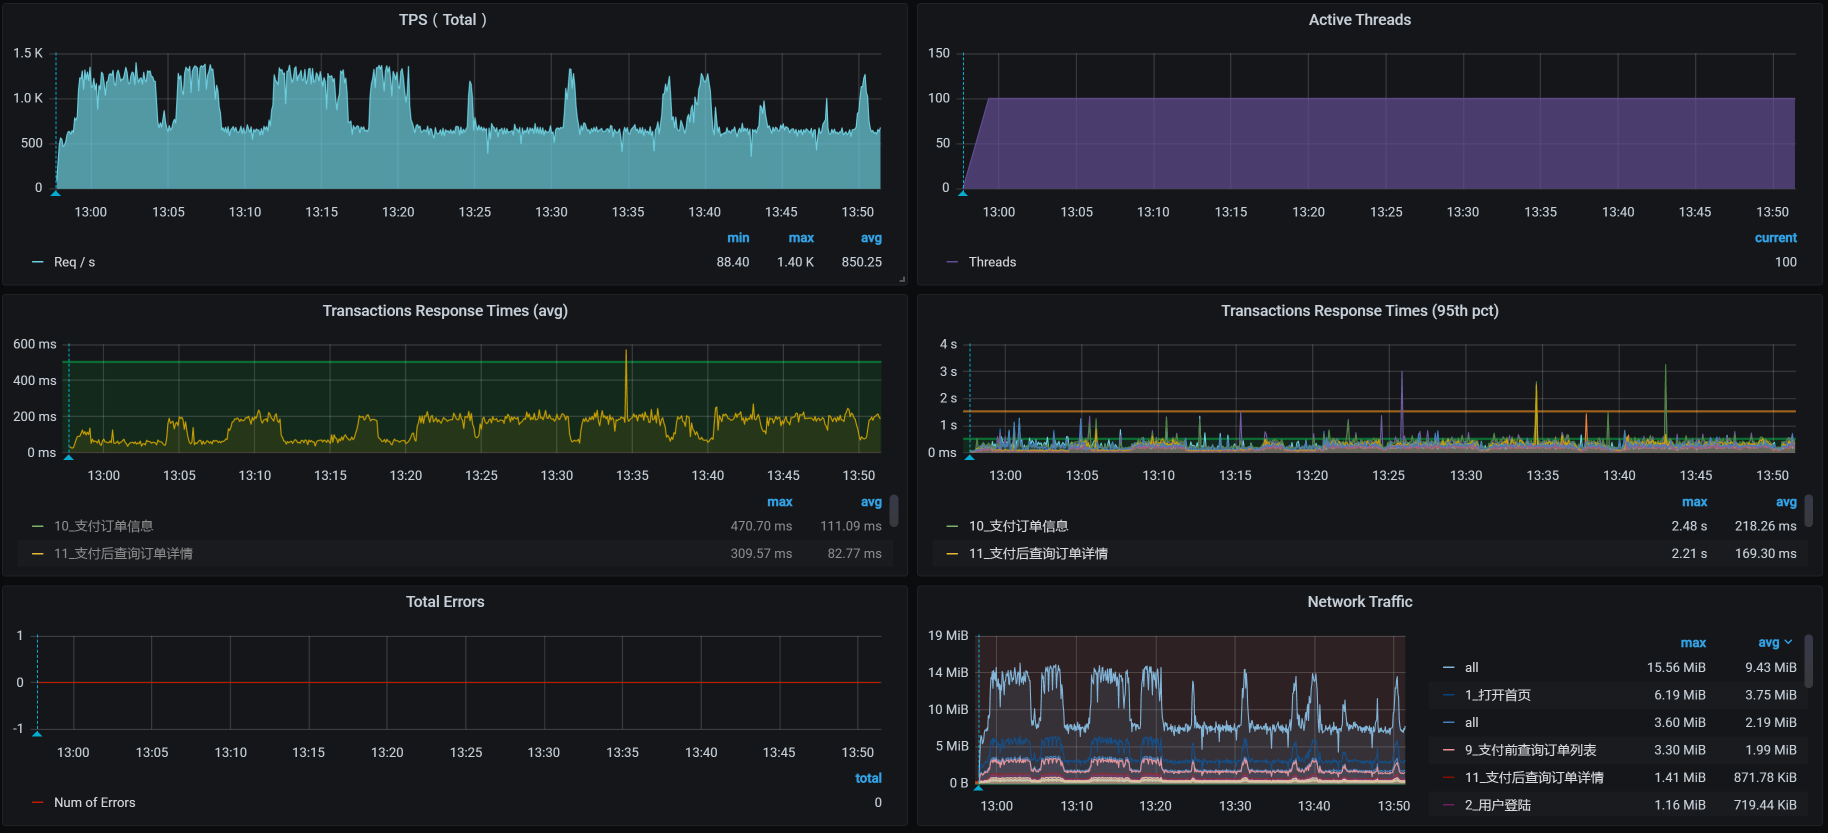 TPS ( Total )
1.5 K
1.0 K
500
0
13:00 13:05 13:10 13:15 13:20 13:25 13:30 13:35 13:40 13:45 13:50
min max avg
Req / s 88.40 1.40 K 850.25
Active Threads
150
100
50
0
13:00 13:05 13:10 13:15 13:20 13:25 13:30 13:35 13:40 13:45 13:50
current
Threads 100
Transactions Response Times (avg)
600 ms
400 ms
200 ms
0 ms
13:00 13:05 13:10 13:15 13:20 13:25 13:30 13:35 13:40 13:45 13:50
max avg
10_支付订单信息 470.70 ms 111.09 ms
11_支付后查询订单详情 309.57 ms 82.77 ms
Transactions Response Times (95th pct)
4 s
3 s
2 s
1 s
0 ms
13:00 13:05 13:10 13:15 13:20 13:25 13:30 13:35 13:40 13:45 13:50
max avg
10_支付订单信息 2.48 s 218.26 ms
11_支付后查询订单详情 2.21 s 169.30 ms
Total Errors
1
0
-1
13:00 13:05 13:10 13:15 13:20 13:25 13:30 13:35 13:40 13:45 13:50
total
Num of Errors 0
Network Traffic
19 MiB
14 MiB
10 MiB
5 MiB
0 B
13:00 13:10 13:20 13:30 13:40 13:50
max avg
all 15.56 MiB 9.43 MiB
1_打开首页 6.19 MiB 3.75 MiB
all 3.60 MiB 2.19 MiB
9_支付前查询订单列表 3.30 MiB 1.99 MiB
11_支付后查询订单详情 1.41 MiB 871.78 KiB
2_用户登陆 1.16 MiB 719.44 KiB